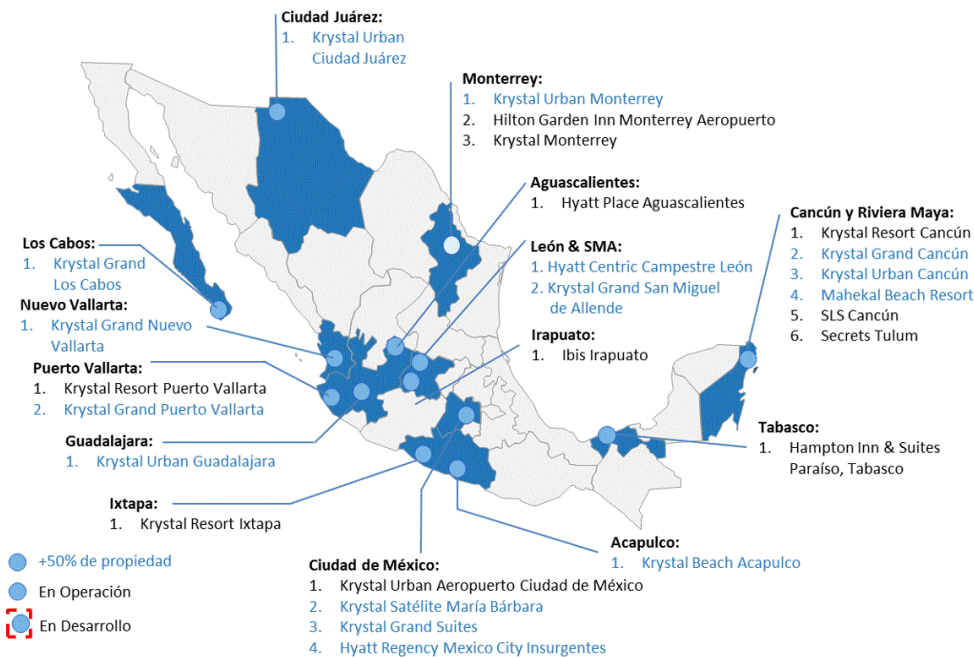 Ciudad Juárez:
1. Krystal Urban
Ciudad Juárez
Monterrey:
1. Krystal Urban Monterrey
2. Hilton Garden Inn Monterrey Aeropuerto
3. Krystal Monterrey
Aguascalientes:
1. Hyatt Place Aguascalientes
León & SMA:
1. Hyatt Centric Campestre León
2. Krystal Grand San Miguel
de Allende
Irapuato:
1. Ibis Irapuato
Cancún y Riviera Maya:
1. Krystal Resort Cancún
2. Krystal Grand Cancún
3. Krystal Urban Cancún
4. Mahekal Beach Resort
5. SLS Cancún
6. Secrets Tulum
Los Cabos:
1. Krystal Grand
Los Cabos
Nuevo Vallarta:
1. Krystal Grand Nuevo
Vallarta
Puerto Vallarta:
1. Krystal Resort Puerto Vallarta
2. Krystal Grand Puerto Vallarta
Guadalajara:
1. Krystal Urban Guadalajara
Ixtapa:
1. Krystal Resort Ixtapa
Tabasco:
1. Hampton Inn & Suites
Paraíso, Tabasco
Acapulco:
1. Krystal Beach Acapulco
Ciudad de México:
1. Krystal Urban Aeropuerto Ciudad de México
2. Krystal Satélite María Bárbara
3. Krystal Grand Suites
4. Hyatt Regency Mexico City Insurgentes
+50% de propiedad
En Operación
En Desarrollo